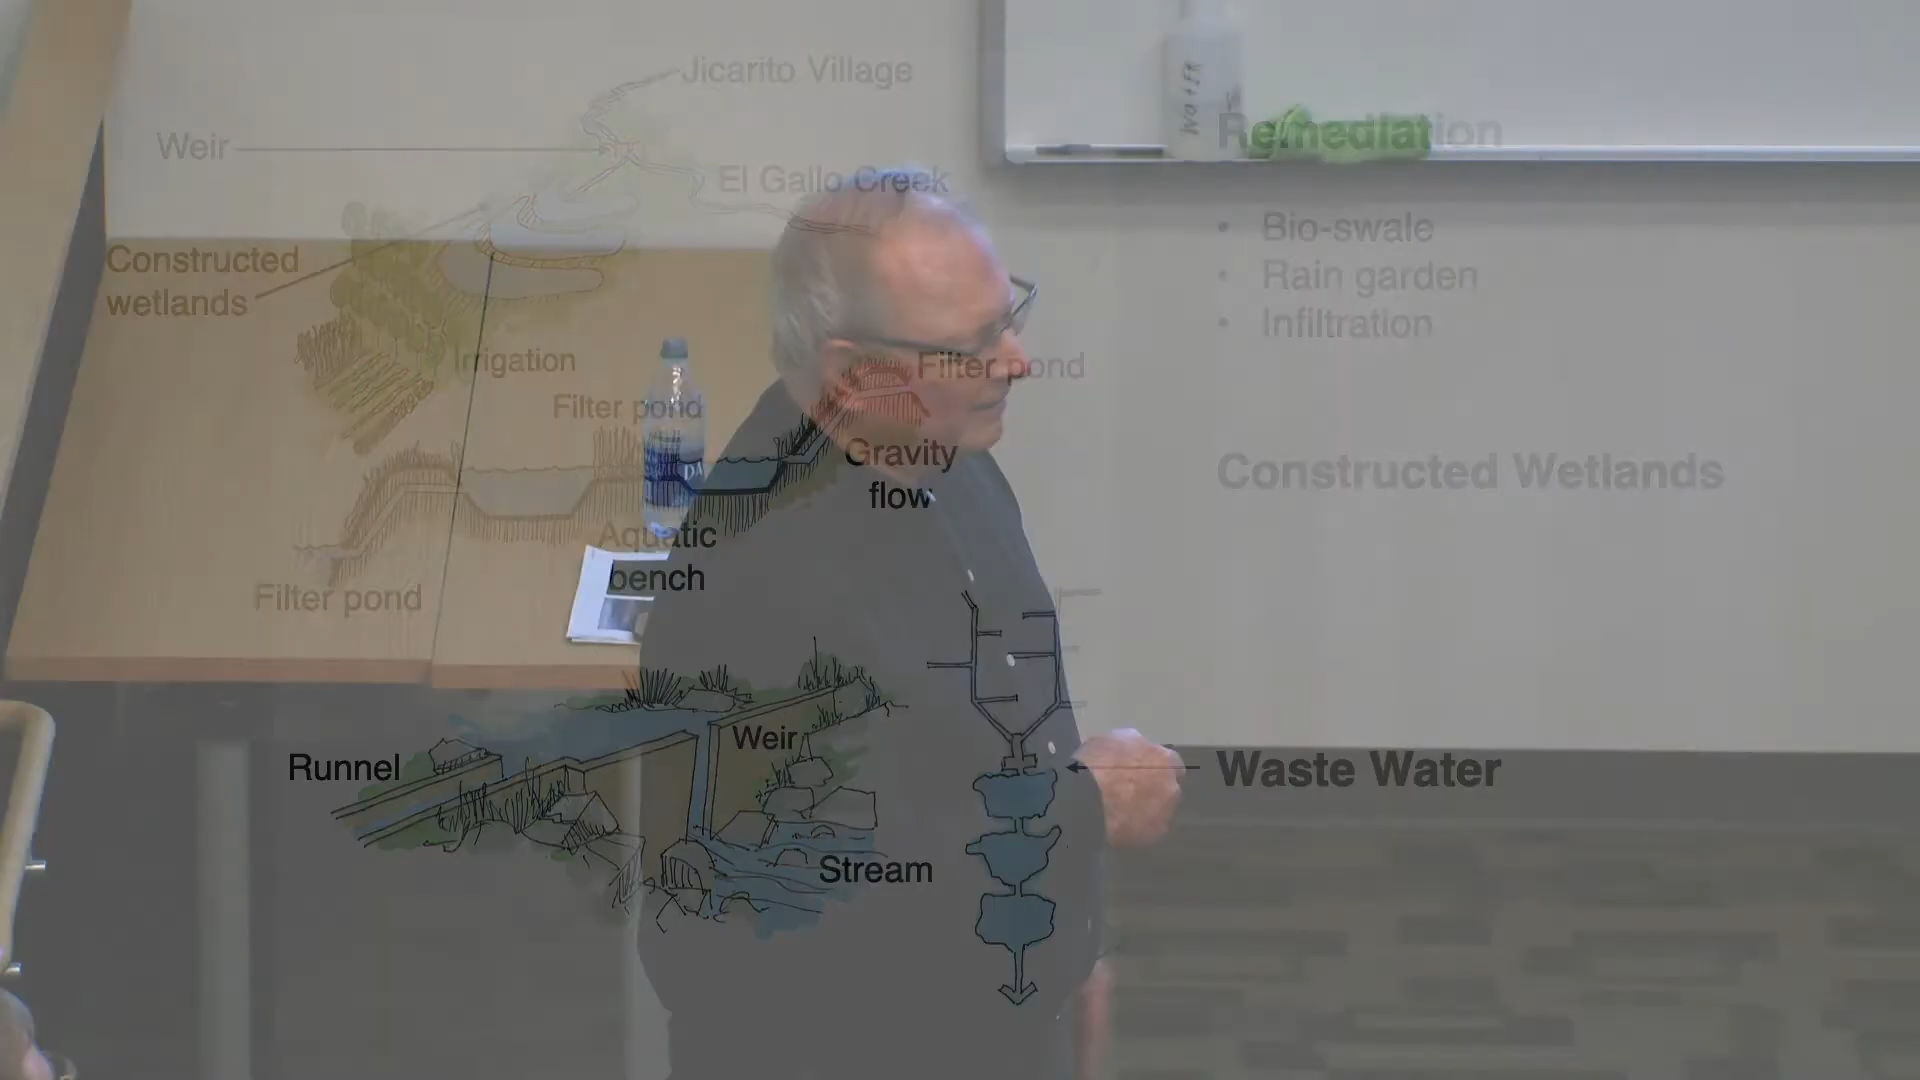 Jicarito Village
Weir
El Gallo Creek
Constructed
wetlands
Irrigation
Filter pond
Filter pond
Gravity
flow
Aquatic
bench
Filter pond
Runnel
Weir
Stream
Remediation
• Bio-swale
• Rain garden
• Infiltration
Constructed Wetlands
Waste Water